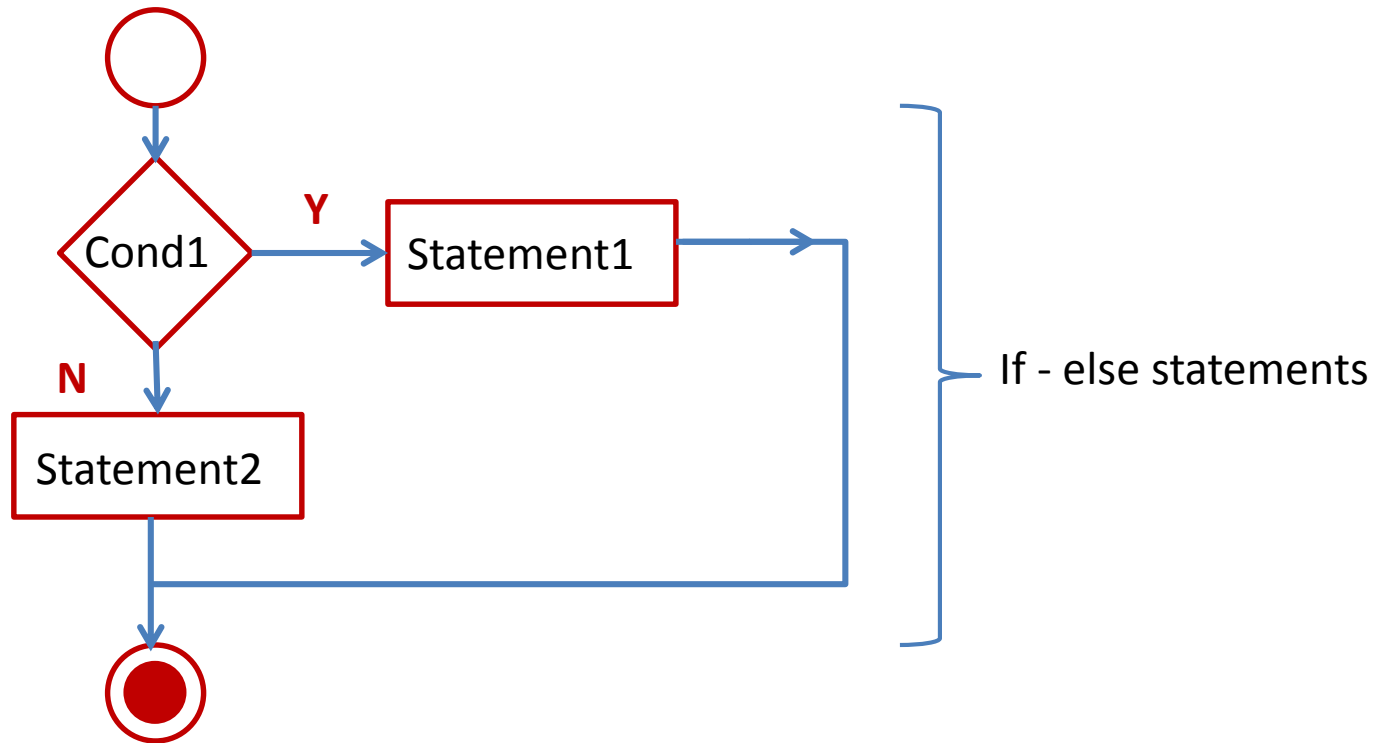 Y
Cond1
Statement1
If - else statements
N
Statement2